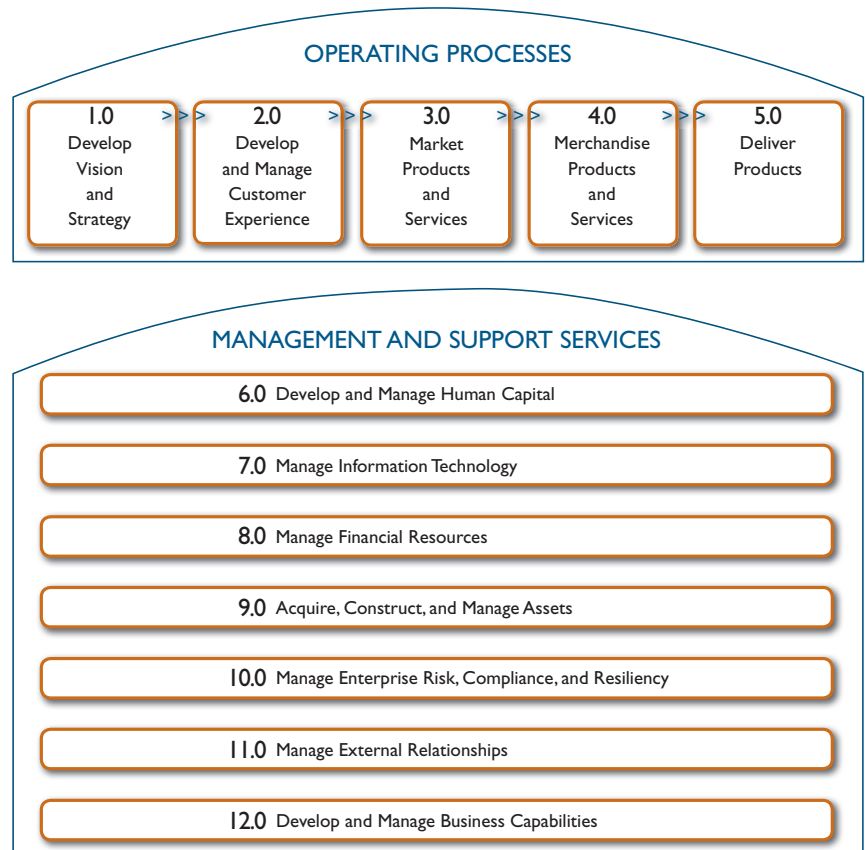 OPERATING PROCESSES
1.0 >>> 2.0 >>> 3.0 >>> 4.0 >>> 5.0
Develop
Vision
and
Strategy
Develop
and Manage
Customer
Experience
Market
Products
and
Services
Merchandise
Products
and
Services
Deliver
Products
MANAGEMENT AND SUPPORT SERVICES
6.0 Develop and Manage Human Capital
7.0 Manage Information Technology
8.0 Manage Financial Resources
9.0 Acquire, Construct, and Manage Assets
10.0 Manage Enterprise Risk, Compliance, and Resiliency
11.0 Manage External Relationships
12.0 Develop and Manage Business Capabilities